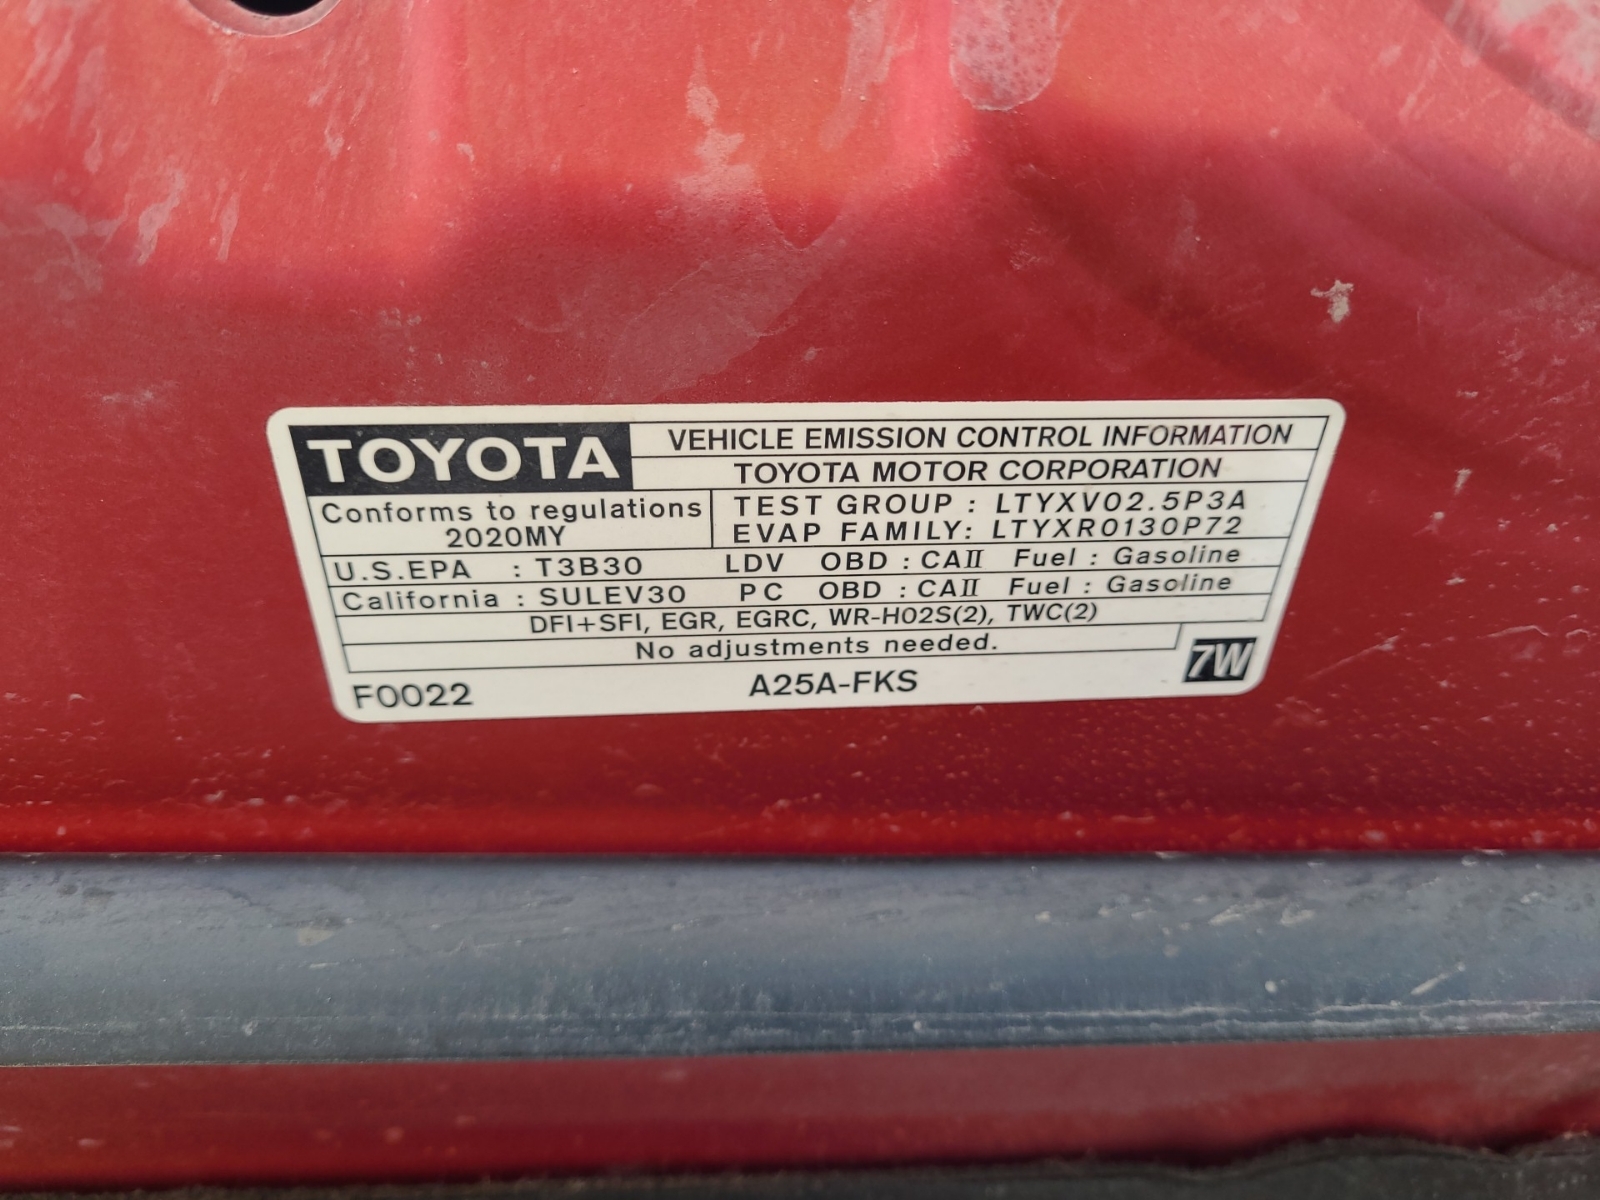 TOYOTA
VEHICLE EMISSION CONTROL INFORMATION
TOYOTA MOTOR CORPORATION
Conforms to regulations
2020MY
TEST GROUP : LTYXV02.5P3A
EVAP FAMILY: LTYXR0130P72
U.S.EPA : T3B30 LDV OBD : CAⅡ Fuel : Gasoline
California : SULEV30 PC OBD : CAⅡ Fuel : Gasoline
DFI+SFI, EGR, EGRC, WR-HO2S(2), TWC(2)
No adjustments needed.
7W
F0022 A25A-FKS